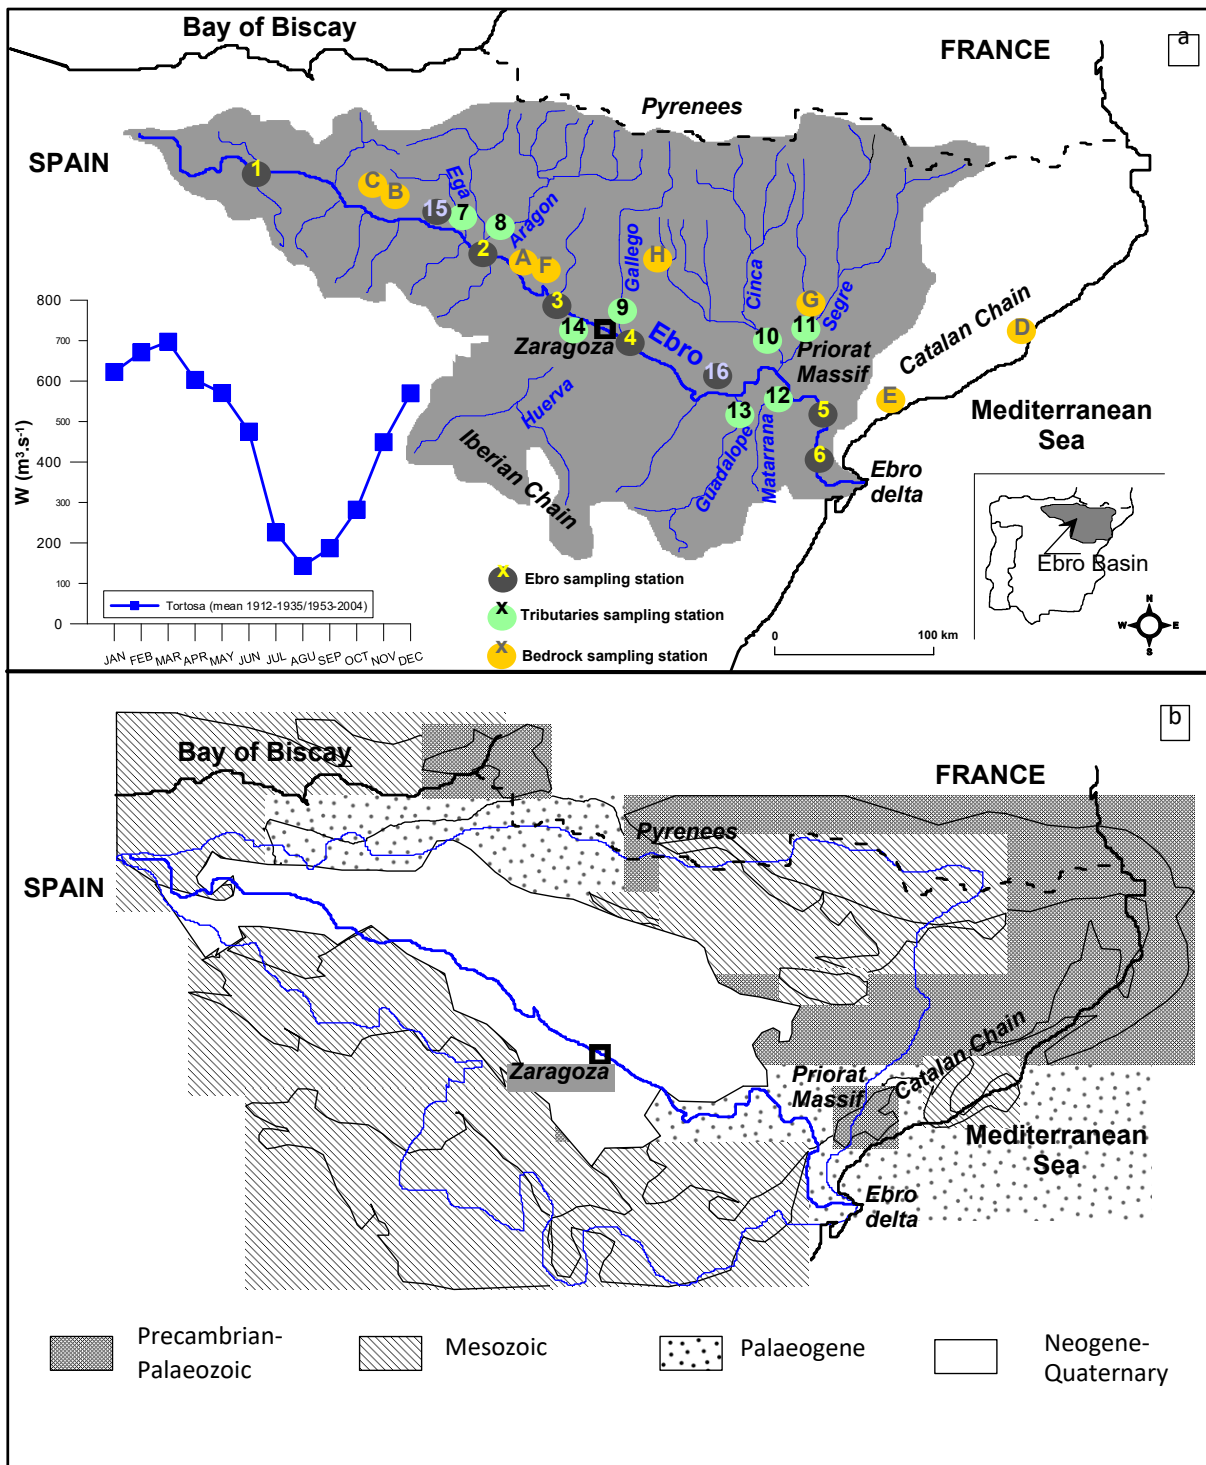 a
Bay of Biscay
FRANCE
Pyrenees
SPAIN
1
C
B
Ega
15
7
8
Aragon
2
A
F
Gallego
H
Cinca
G
Segre
3
9
14
Zaragoza
4
Ebro
10
11
Priorat
Massif
Catalan Chain
D
E
16
Huerva
13
12
5
6
Guadalope
Matarrana
Iberian Chain
Mediterranean
Sea
Ebro
delta
Ebro Basin
N
W
E
S
0
100 km
x Ebro sampling station
x Tributaries sampling station
x Bedrock sampling station
W (m³.s⁻¹)
800
700
600
500
400
300
200
100
0
Tortosa (mean 1912-1935/1953-2004)
JAN FEB MAR APR MAY JUN JUL AGU SEP OCT NOV DEC
b
Bay of Biscay
FRANCE
Pyrenees
SPAIN
Zaragoza
Priorat
Massif
Catalan Chain
Mediterranean
Sea
Ebro
delta
Precambrian-
Palaeozoic
Mesozoic
Palaeogene
Neogene-
Quaternary